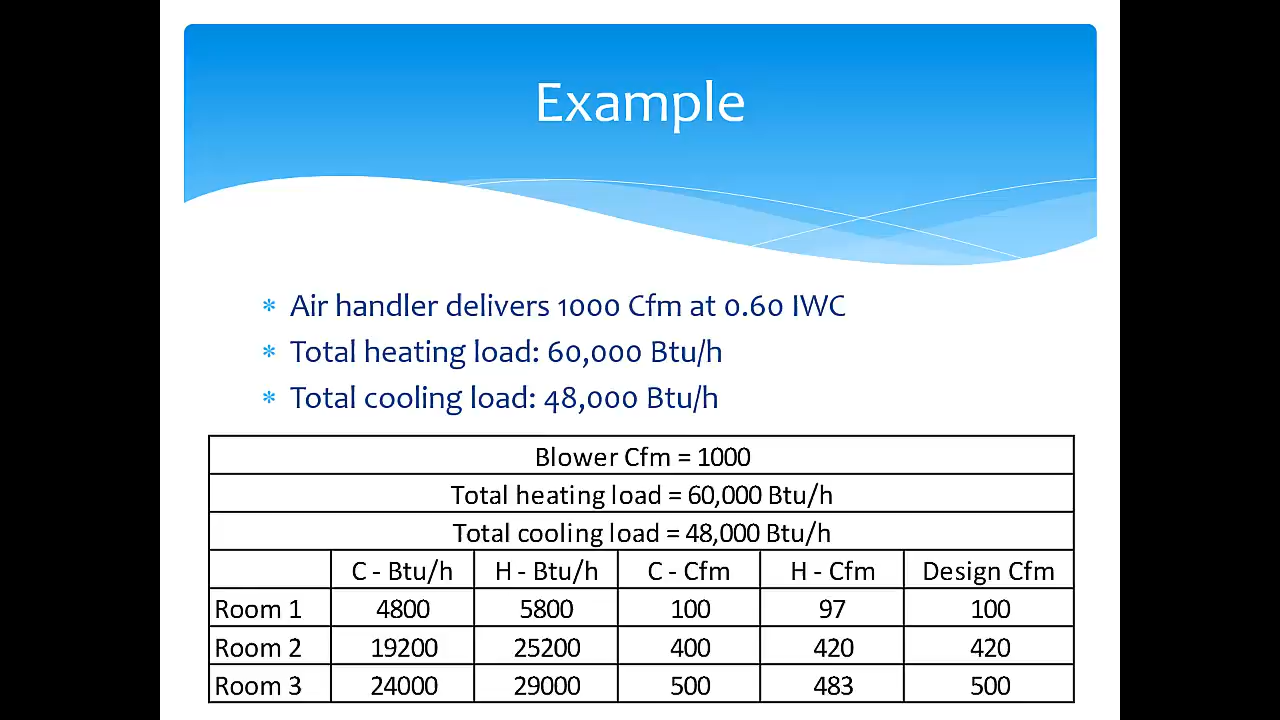 Example
* Air handler delivers 1000 Cfm at 0.60 IWC
* Total heating load: 60,000 Btu/h
* Total cooling load: 48,000 Btu/h
Blower Cfm = 1000
Total heating load = 60,000 Btu/h
Total cooling load = 48,000 Btu/h
C - Btu/h H - Btu/h C - Cfm H - Cfm Design Cfm
Room 1 4800 5800 100 97 100
Room 2 19200 25200 400 420 420
Room 3 24000 29000 500 483 500